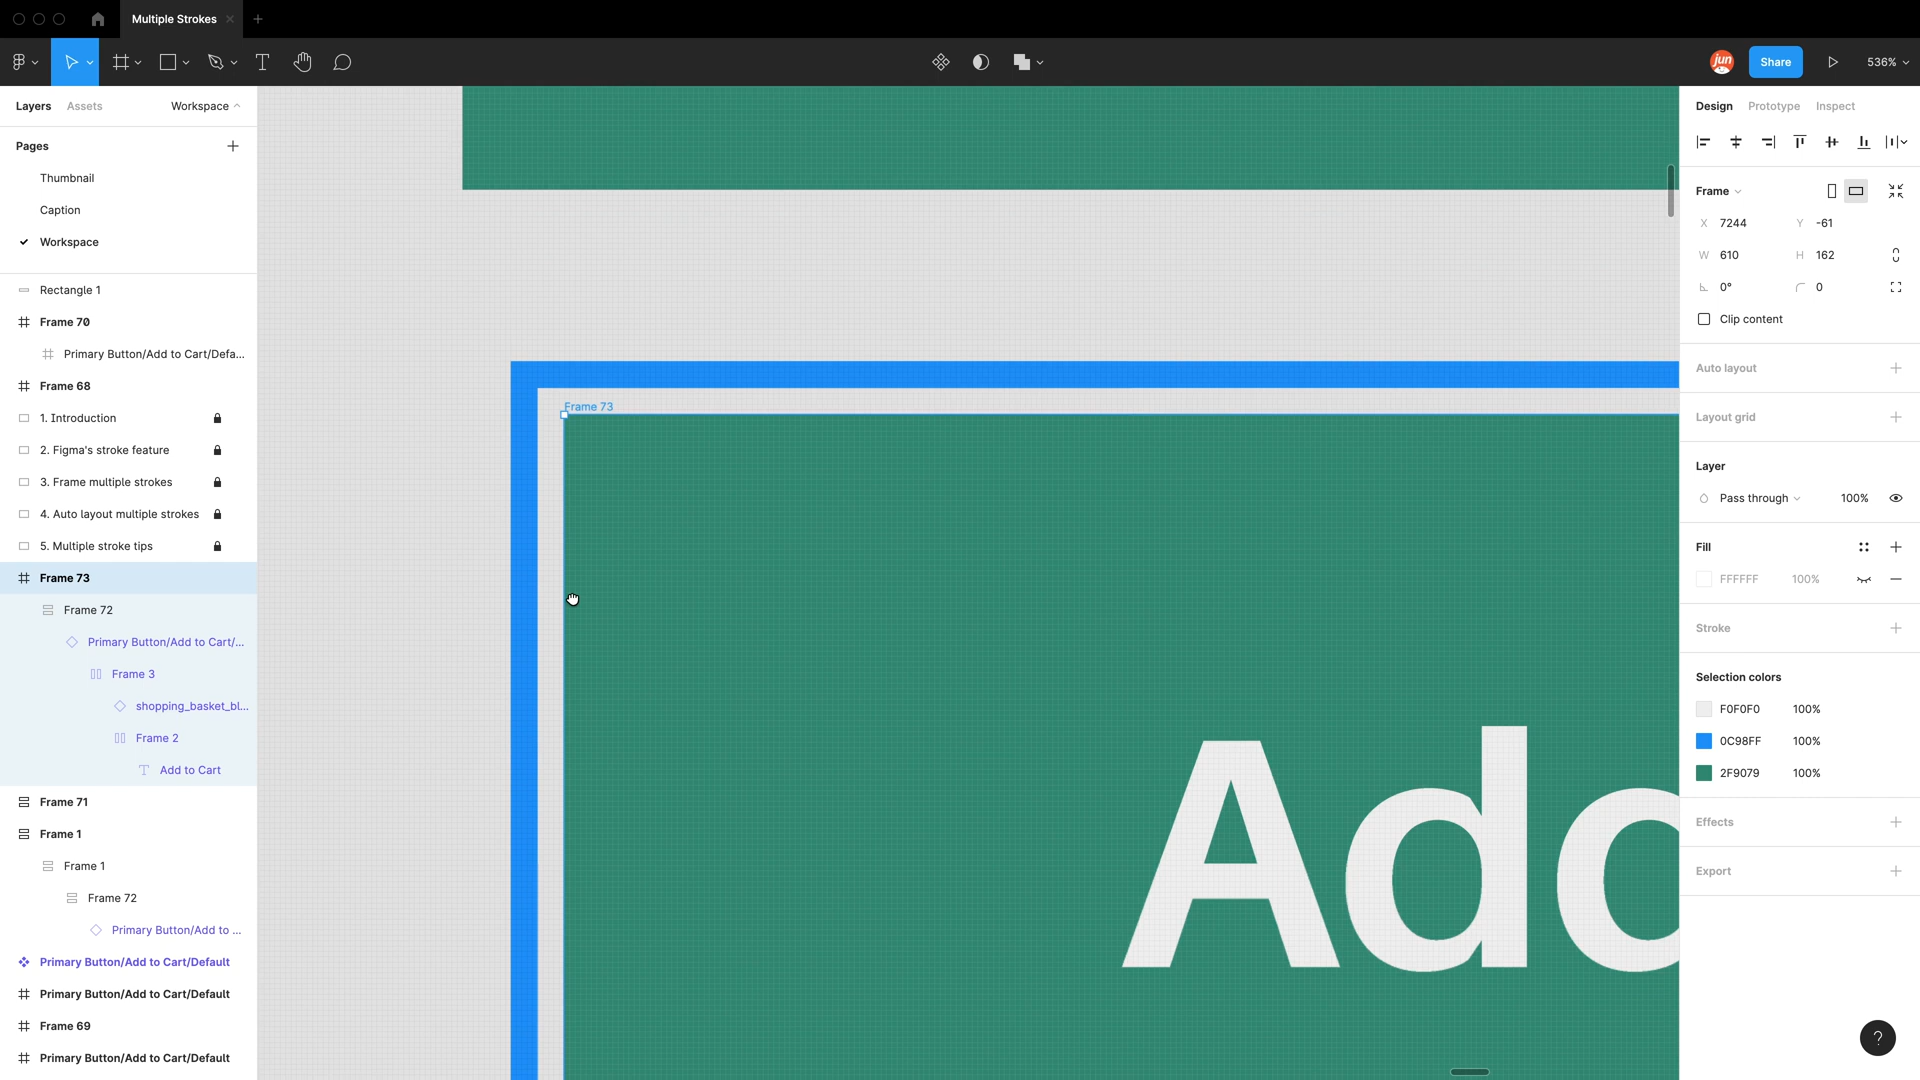 Multiple Strokes
jun
Share
536%
Layers Assets Workspace
Pages
Thumbnail
Caption
Workspace
Rectangle 1
Frame 70
Primary Button/Add to Cart/Defa...
Frame 68
1. Introduction
2. Figma's stroke feature
3. Frame multiple strokes
4. Auto layout multiple strokes
5. Multiple stroke tips
Frame 73
Frame 72
Primary Button/Add to Cart/...
Frame 3
shopping_basket_bl...
Frame 2
Add to Cart
Frame 71
Frame 1
Frame 1
Frame 72
Primary Button/Add to ...
Primary Button/Add to Cart/Default
Primary Button/Add to Cart/Default
Frame 69
Primary Button/Add to Cart/Default
Frame 73
Add
Design Prototype Inspect
Frame
X 7244 Y -61
W 610 H 162
0° 0
Clip content
Auto layout
Layout grid
Layer
Pass through 100%
Fill
FFFFFF 100%
Stroke
Selection colors
F0F0F0 100%
0C98FF 100%
2F9079 100%
Effects
Export
?